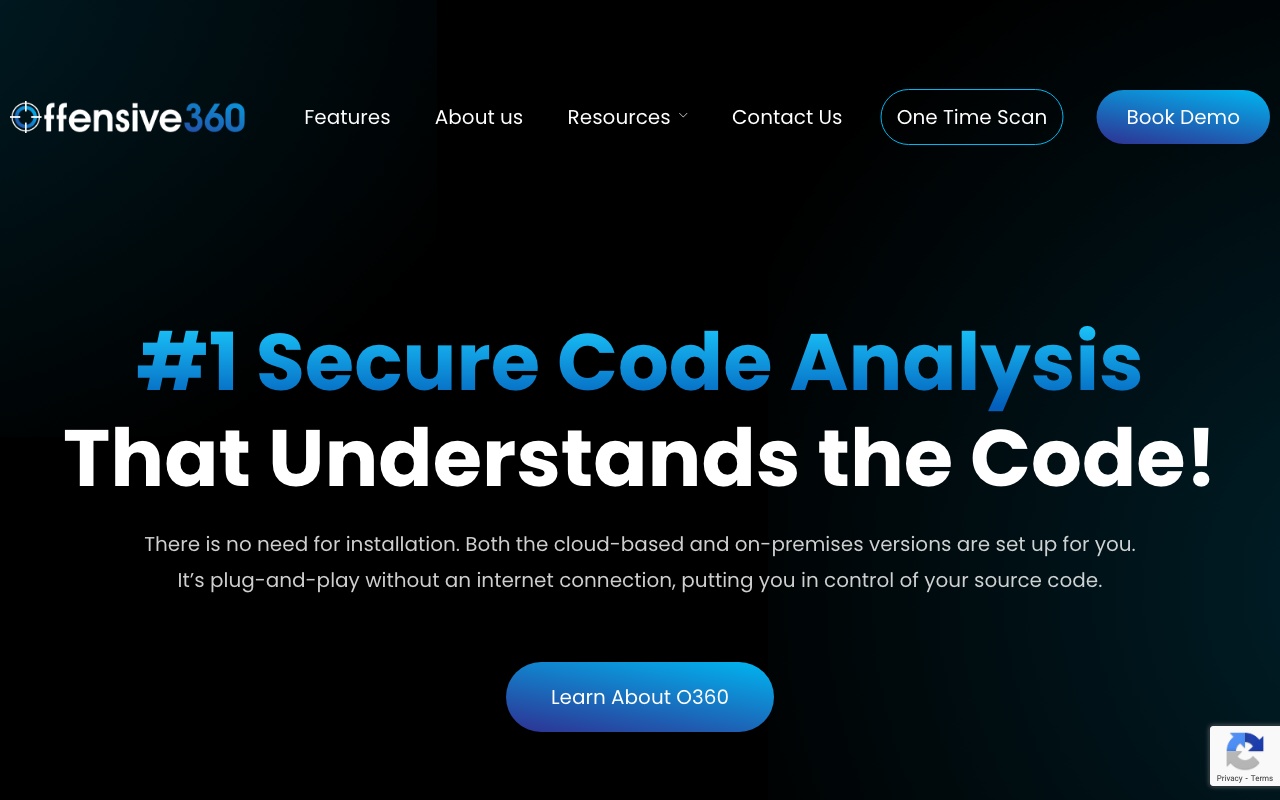 Offensive360
Features
About us
Resources
Contact Us
One Time Scan
Book Demo
#1 Secure Code Analysis
That Understands the Code!
There is no need for installation. Both the cloud-based and on-premises versions are set up for you.
It’s plug-and-play without an internet connection, putting you in control of your source code.
Learn About O360
Privacy - Terms